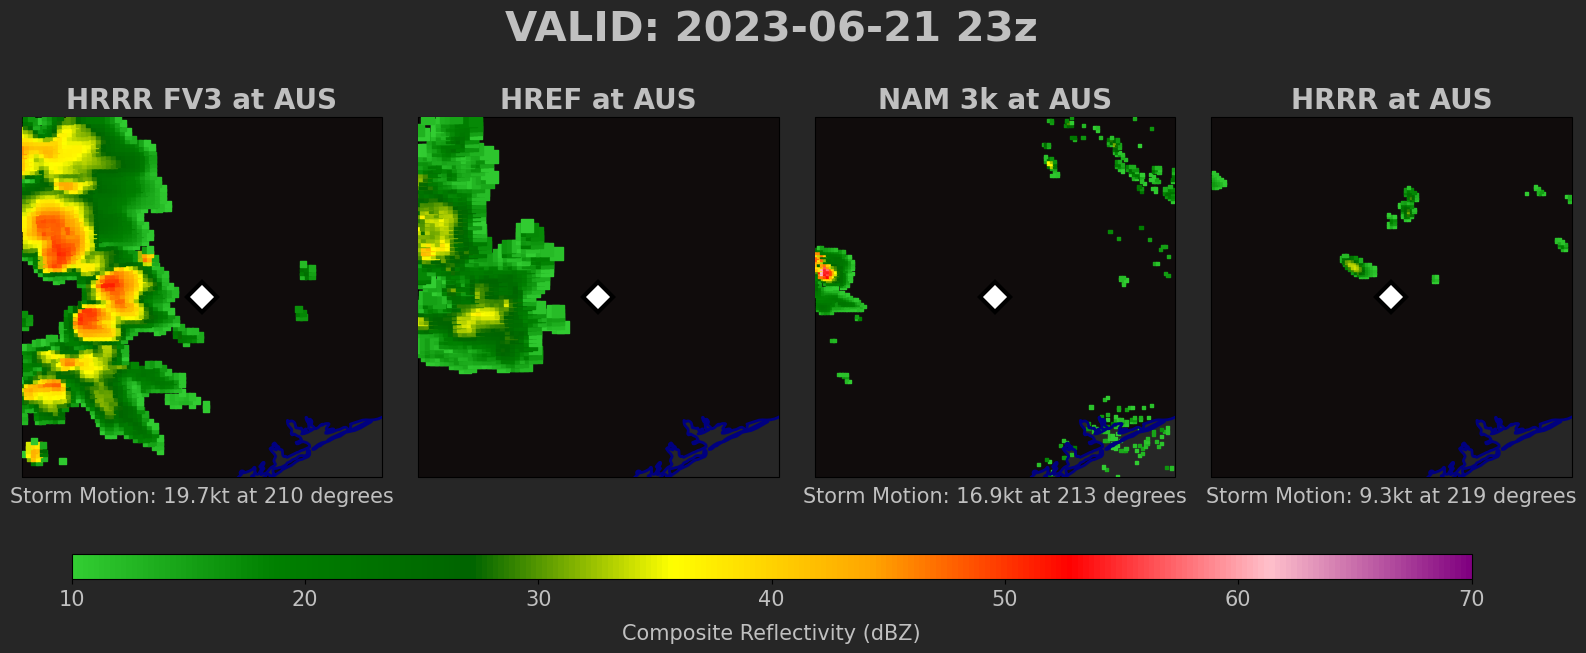 VALID: 2023-06-21 23z
HRRR FV3 at AUS
HREF at AUS
NAM 3k at AUS
HRRR at AUS
Storm Motion: 19.7kt at 210 degrees
Storm Motion: 16.9kt at 213 degrees
Storm Motion: 9.3kt at 219 degrees
10 20 30 40 50 60 70
Composite Reflectivity (dBZ)